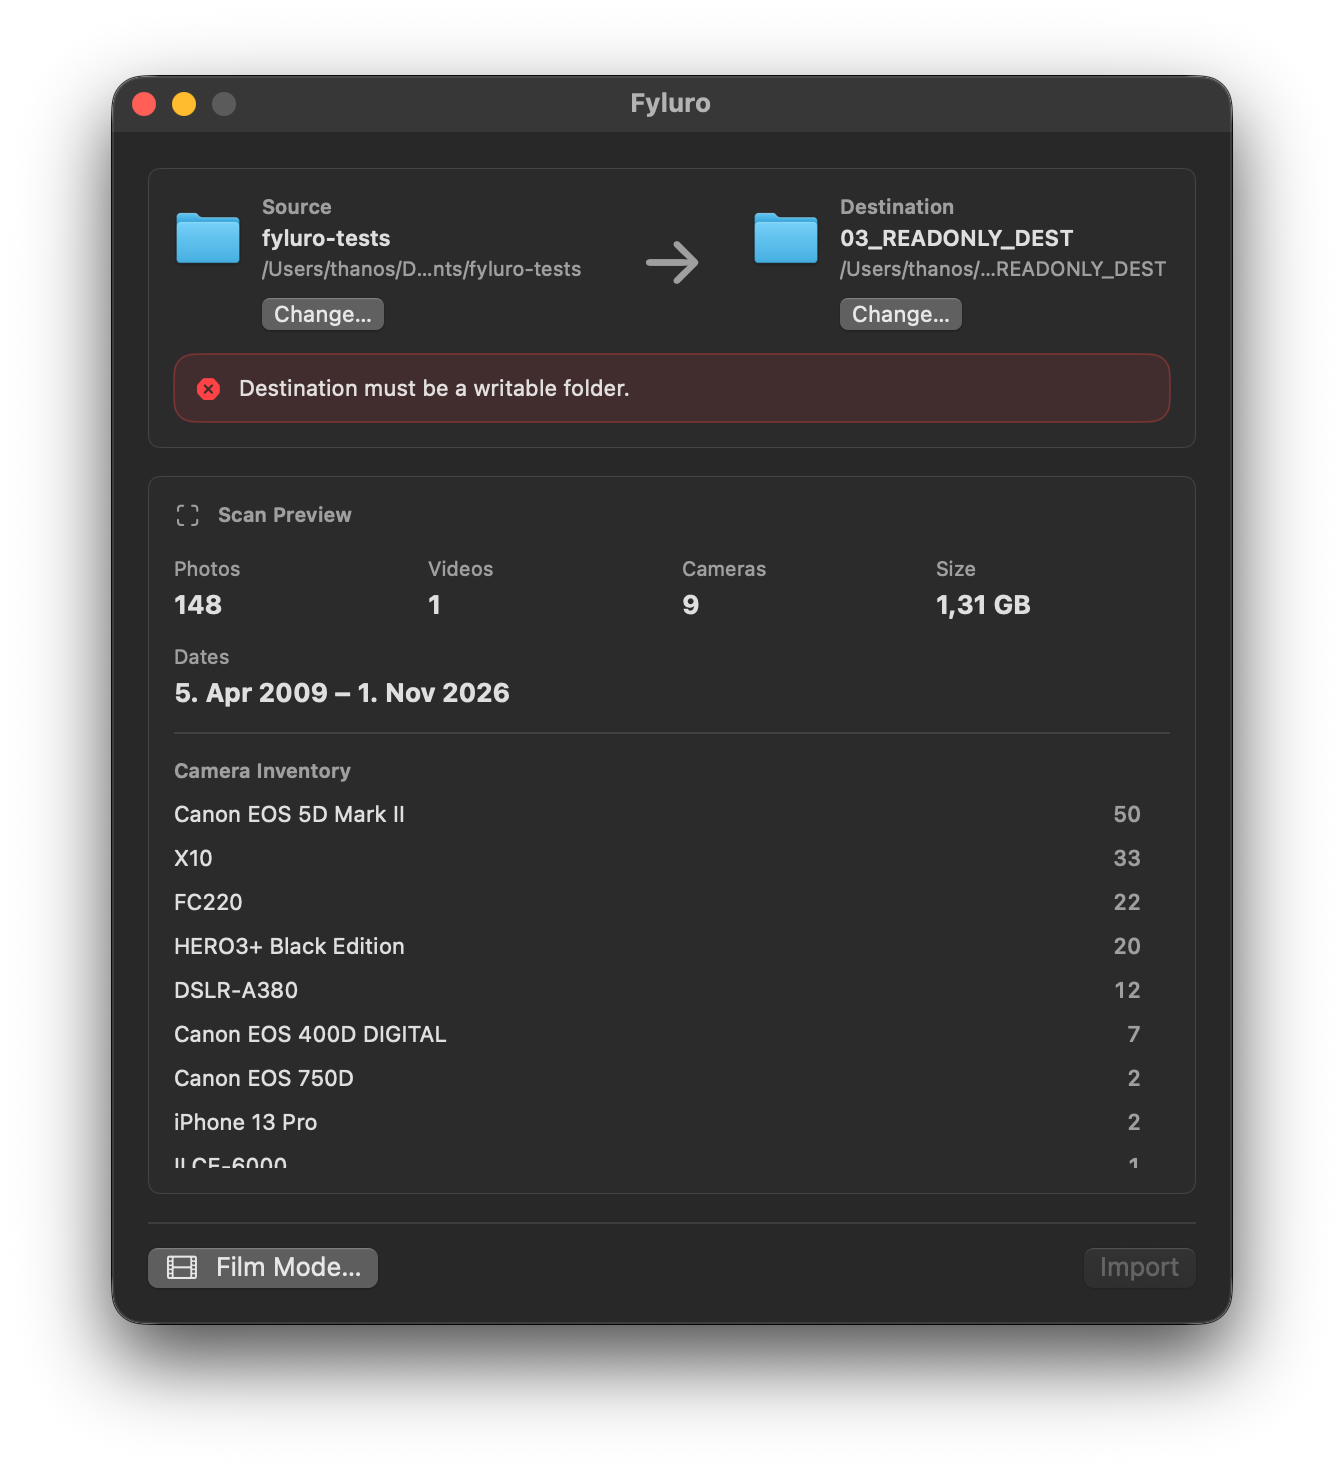 Fyluro
Source
fyluro-tests
/Users/thanos/D...nts/fyluro-tests
Change...
Destination
03_READONLY_DEST
/Users/thanos/...READONLY_DEST
Change...
Destination must be a writable folder.
Scan Preview
Photos
148
Videos
1
Cameras
9
Size
1,31 GB
Dates
5. Apr 2009 – 1. Nov 2026
Camera Inventory
Canon EOS 5D Mark II 50
X10 33
FC220 22
HERO3+ Black Edition 20
DSLR-A380 12
Canon EOS 400D DIGITAL 7
Canon EOS 750D 2
iPhone 13 Pro 2
ILCE-6000 1
Film Mode...
Import